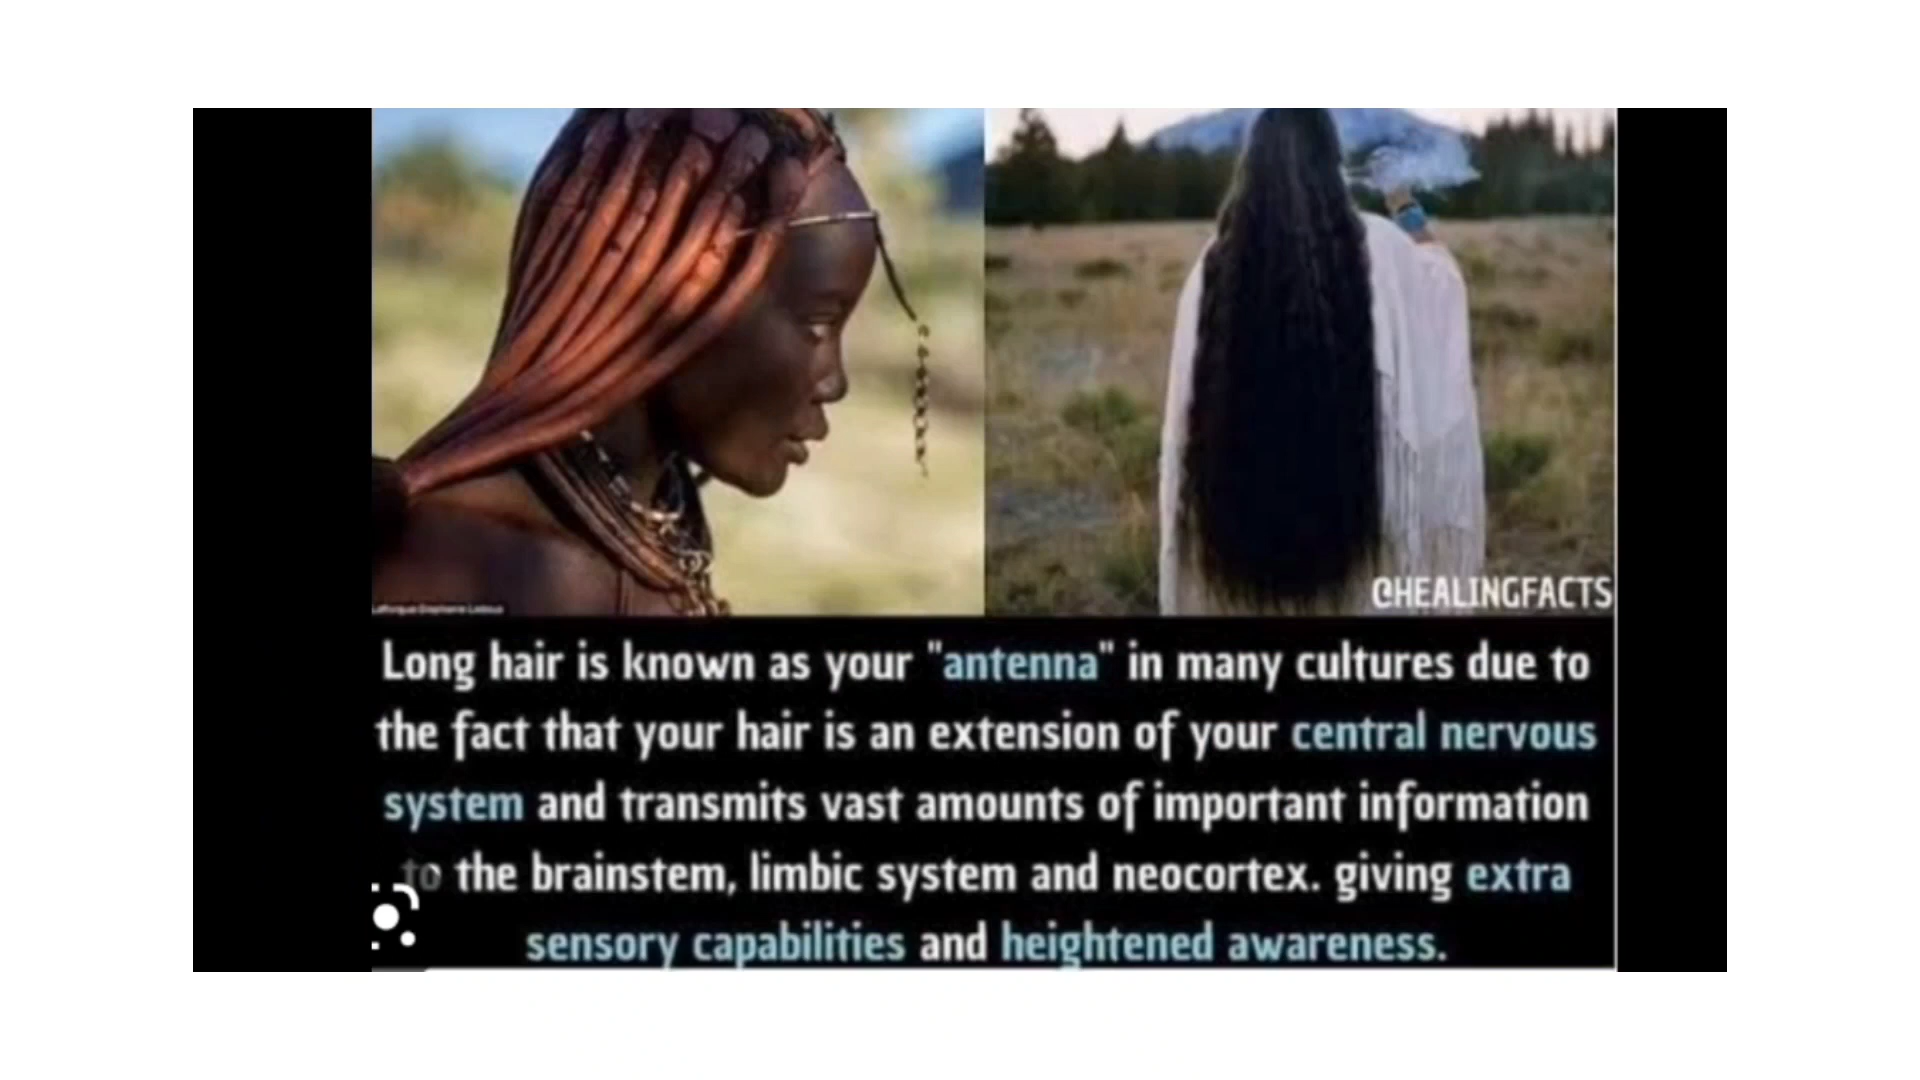 @HEALINGFACTS
Long hair is known as your "antenna" in many cultures due to
the fact that your hair is an extension of your central nervous
system and transmits vast amounts of important information
to the brainstem, limbic system and neocortex. giving extra
sensory capabilities and heightened awareness.